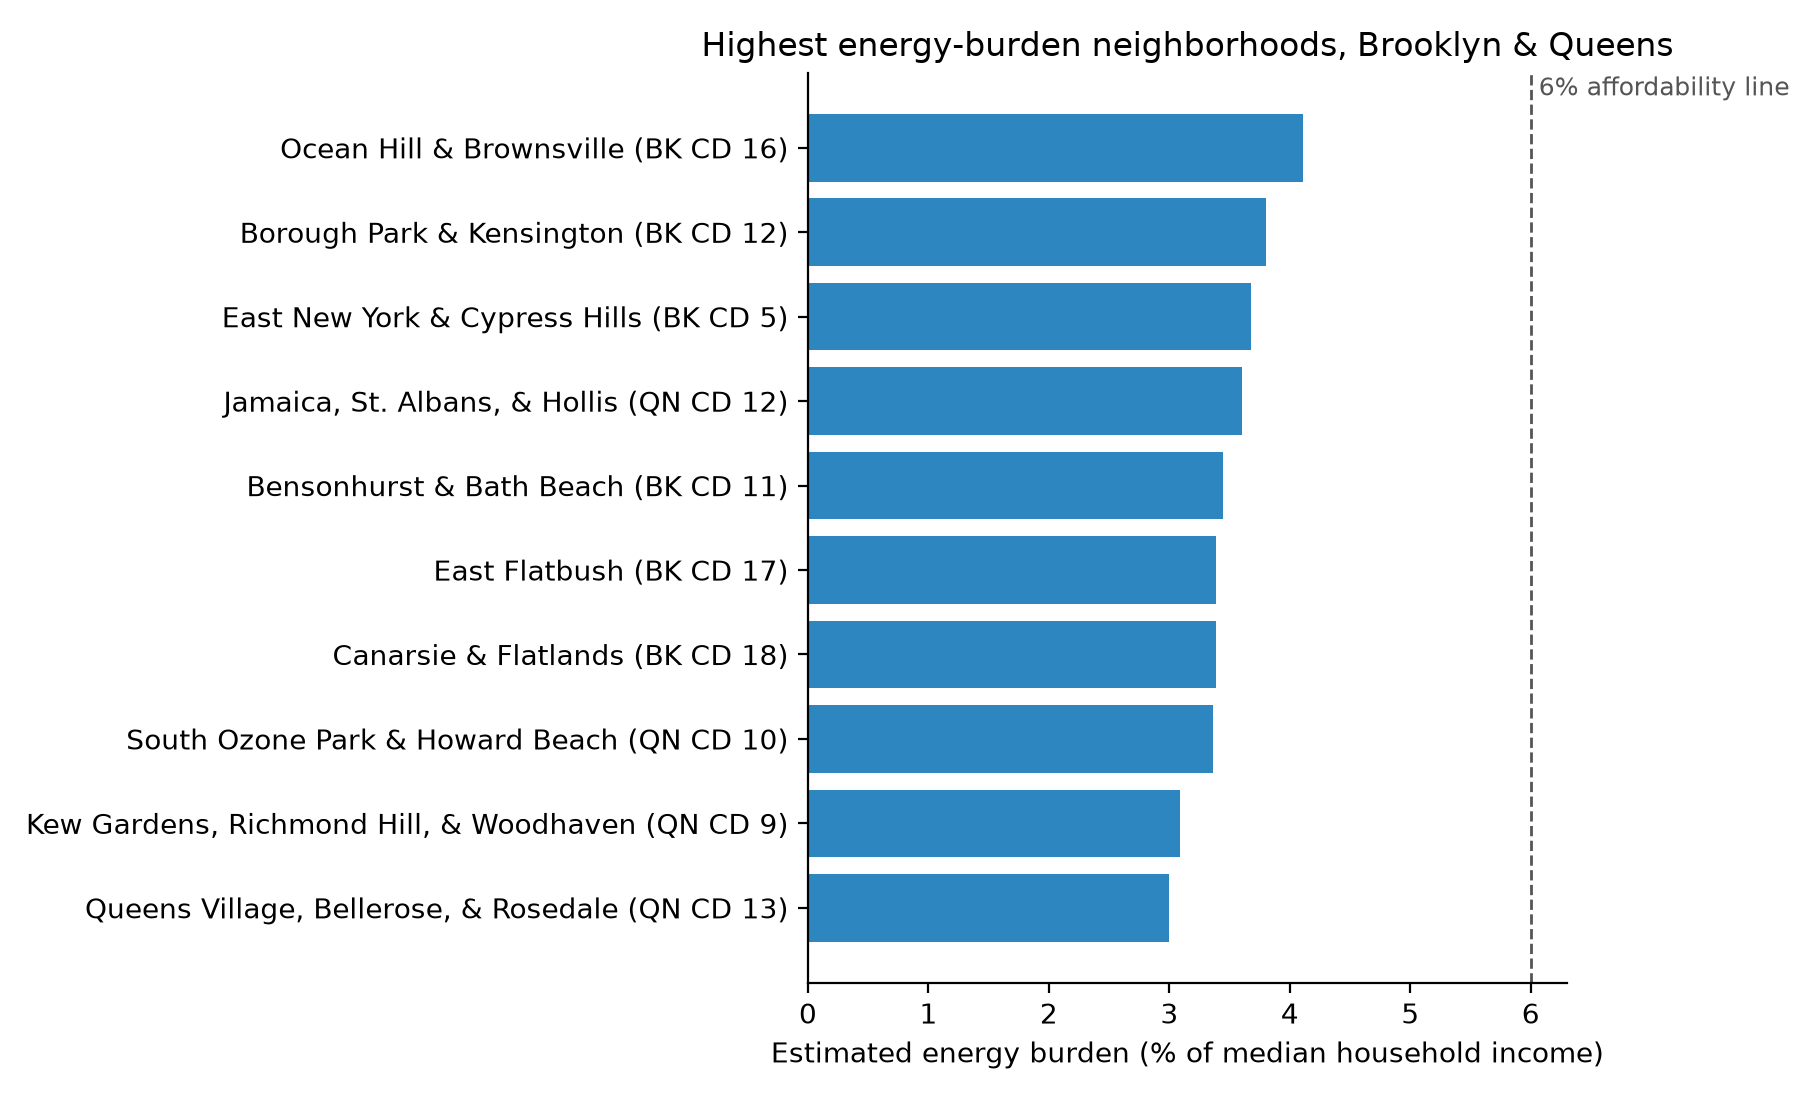 Highest energy-burden neighborhoods, Brooklyn & Queens
6% affordability line
Ocean Hill & Brownsville (BK CD 16)
Borough Park & Kensington (BK CD 12)
East New York & Cypress Hills (BK CD 5)
Jamaica, St. Albans, & Hollis (QN CD 12)
Bensonhurst & Bath Beach (BK CD 11)
East Flatbush (BK CD 17)
Canarsie & Flatlands (BK CD 18)
South Ozone Park & Howard Beach (QN CD 10)
Kew Gardens, Richmond Hill, & Woodhaven (QN CD 9)
Queens Village, Bellerose, & Rosedale (QN CD 13)
0 1 2 3 4 5 6
Estimated energy burden (% of median household income)